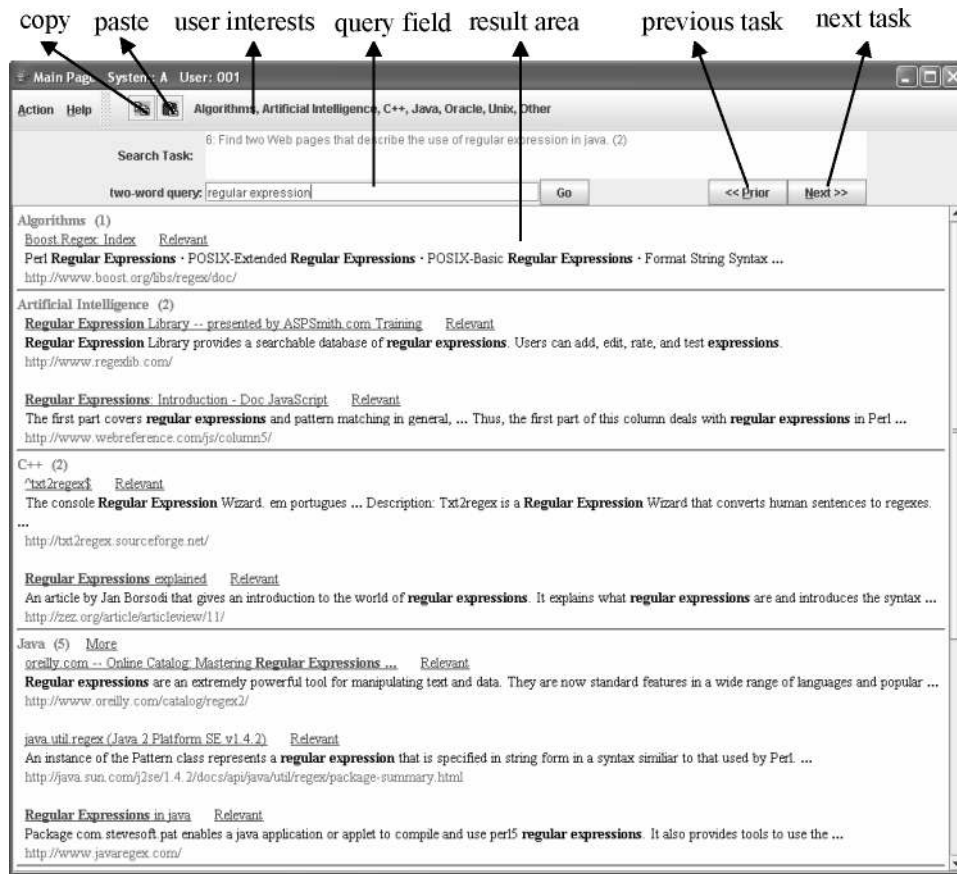 copy paste user interests query field result area previous task next task
Main Page System: A User: 001
Action Help Algorithms, Artificial Intelligence, C++, Java, Oracle, Unix, Other
Search Task: 6: Find two Web pages that describe the use of regular expression in java. (2)
two-word query: regular expression Go << Prior Next >>
Algorithms (1)
Boost.Regex: Index Relevant
Perl Regular Expressions · POSIX-Extended Regular Expressions · POSIX-Basic Regular Expressions · Format String Syntax ...
http://www.boost.org/libs/regex/doc/
Artificial Intelligence (2)
Regular Expression Library -- presented by ASPSmith.com Training Relevant
Regular Expression Library provides a searchable database of regular expressions. Users can add, edit, rate, and test expressions.
http://www.regexlib.com/
Regular Expressions: Introduction - Doc JavaScript Relevant
The first part covers regular expressions and pattern matching in general, ... Thus, the first part of this column deals with regular expressions in Perl ...
http://www.webreference.com/js/column5/
C++ (2)
^txt2regex$ Relevant
The console Regular Expression Wizard. em portugues ... Description: Txt2regex is a Regular Expression Wizard that converts human sentences to regexes.
...
http://txt2regex.sourceforge.net/
Regular Expressions explained Relevant
An article by Jan Borsodi that gives an introduction to the world of regular expressions. It explains what regular expressions are and introduces the syntax ...
http://zez.org/article/articleview/11/
Java (5) More
oreilly.com -- Online Catalog: Mastering Regular Expressions ... Relevant
Regular expressions are an extremely powerful tool for manipulating text and data. They are now standard features in a wide range of languages and popular ...
http://www.oreilly.com/catalog/regex2/
java.util.regex (Java 2 Platform SE v1.4.2) Relevant
An instance of the Pattern class represents a regular expression that is specified in string form in a syntax similiar to that used by Perl. ...
http://java.sun.com/j2se/1.4.2/docs/api/java/util/regex/package-summary.html
Regular Expressions in java Relevant
Package com.stevesoft.pat enables a java application or applet to compile and use perl5 regular expressions. It also provides tools to use the ...
http://www.javaregex.com/